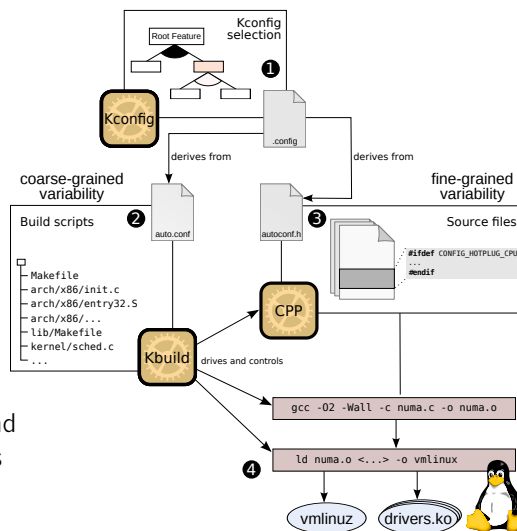 Kconfig
selection
Root Feature
❶
Kconfig
.config
derives from
derives from
coarse-grained
variability
fine-grained
variability
Build scripts
❷
auto.conf
autoconf.h
❸
Source files
#ifdef CONFIG_HOTPLUG_CPU
...
#endif
Makefile
arch/x86/init.c
arch/x86/entry32.S
arch/x86/...
lib/Makefile
kernel/sched.c
...
CPP
Kbuild
drives and controls
gcc -O2 -Wall -c numa.c -o numa.o
nd
s
❹
ld numa.o <...> -o vmlinux
vmlinuz
drivers.ko